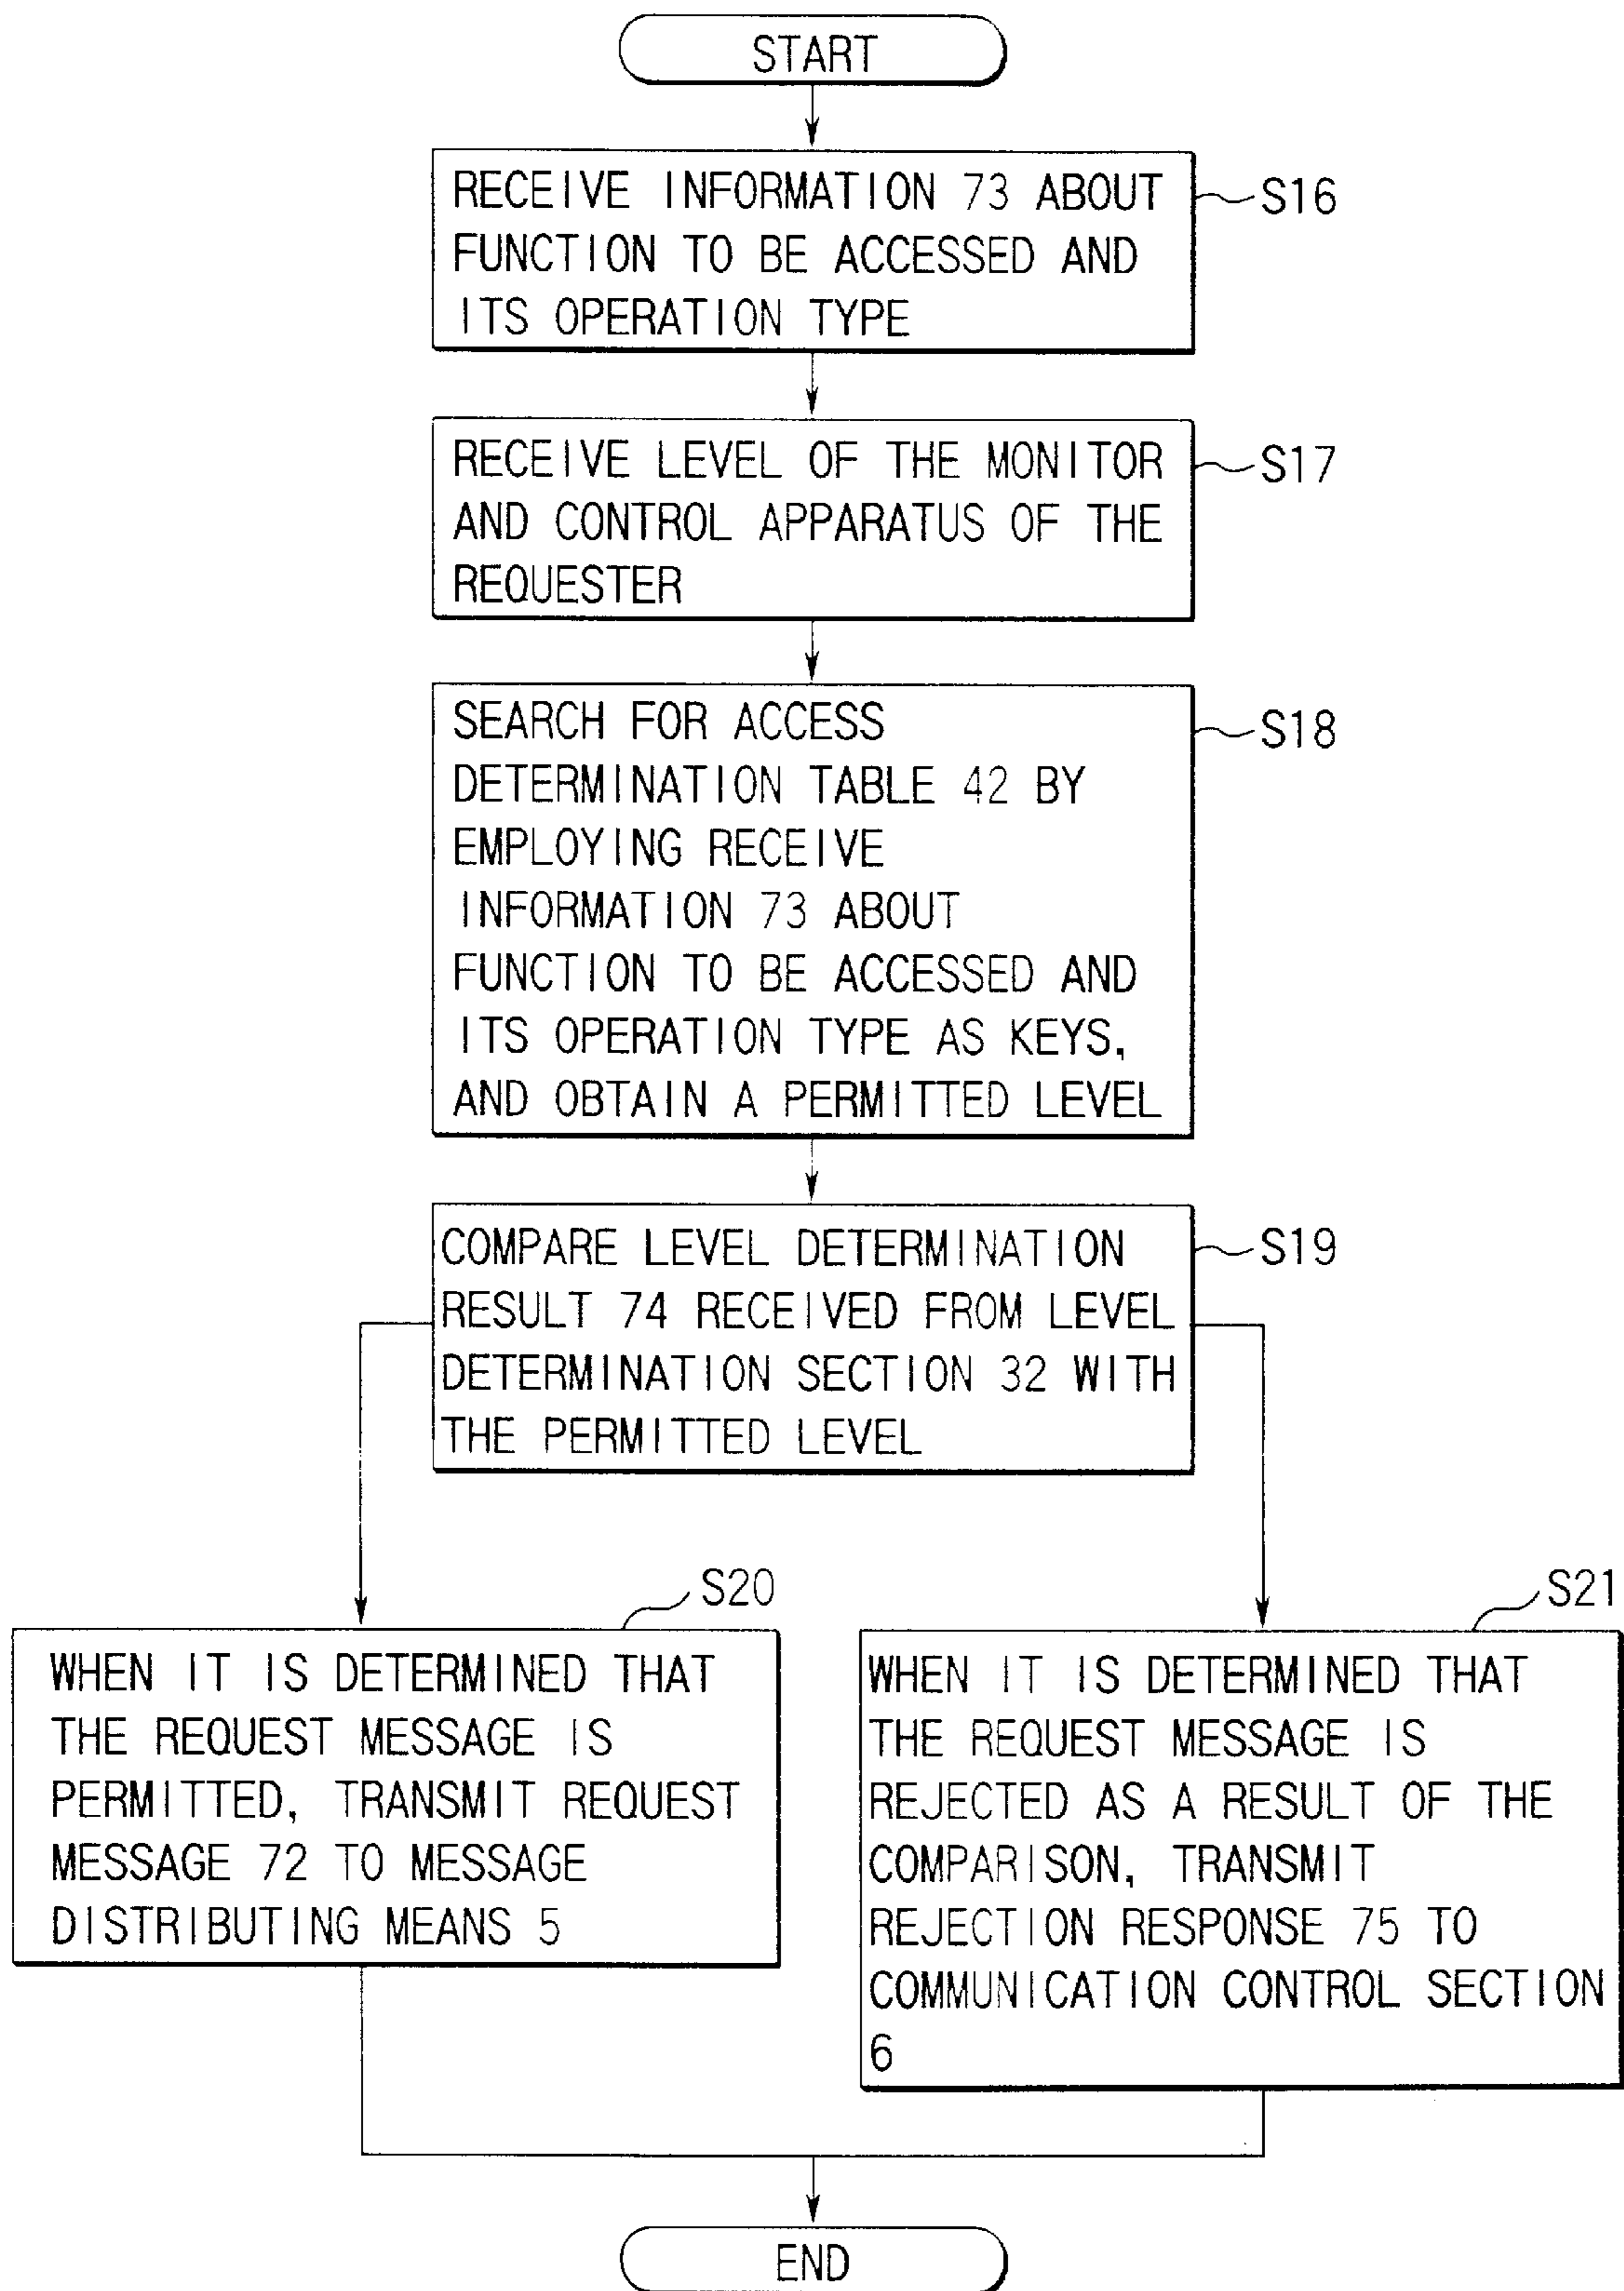 START
RECEIVE INFORMATION 73 ABOUT
FUNCTION TO BE ACCESSED AND
ITS OPERATION TYPE
S16
RECEIVE LEVEL OF THE MONITOR
AND CONTROL APPARATUS OF THE
REQUESTER
S17
SEARCH FOR ACCESS
DETERMINATION TABLE 42 BY
EMPLOYING RECEIVE
INFORMATION 73 ABOUT
FUNCTION TO BE ACCESSED AND
ITS OPERATION TYPE AS KEYS,
AND OBTAIN A PERMITTED LEVEL
S18
COMPARE LEVEL DETERMINATION
RESULT 74 RECEIVED FROM LEVEL
DETERMINATION SECTION 32 WITH
THE PERMITTED LEVEL
S19
S20
WHEN IT IS DETERMINED THAT
THE REQUEST MESSAGE IS
PERMITTED, TRANSMIT REQUEST
MESSAGE 72 TO MESSAGE
DISTRIBUTING MEANS 5
S21
WHEN IT IS DETERMINED THAT
THE REQUEST MESSAGE IS
REJECTED AS A RESULT OF THE
COMPARISON, TRANSMIT
REJECTION RESPONSE 75 TO
COMMUNICATION CONTROL SECTION
6
END